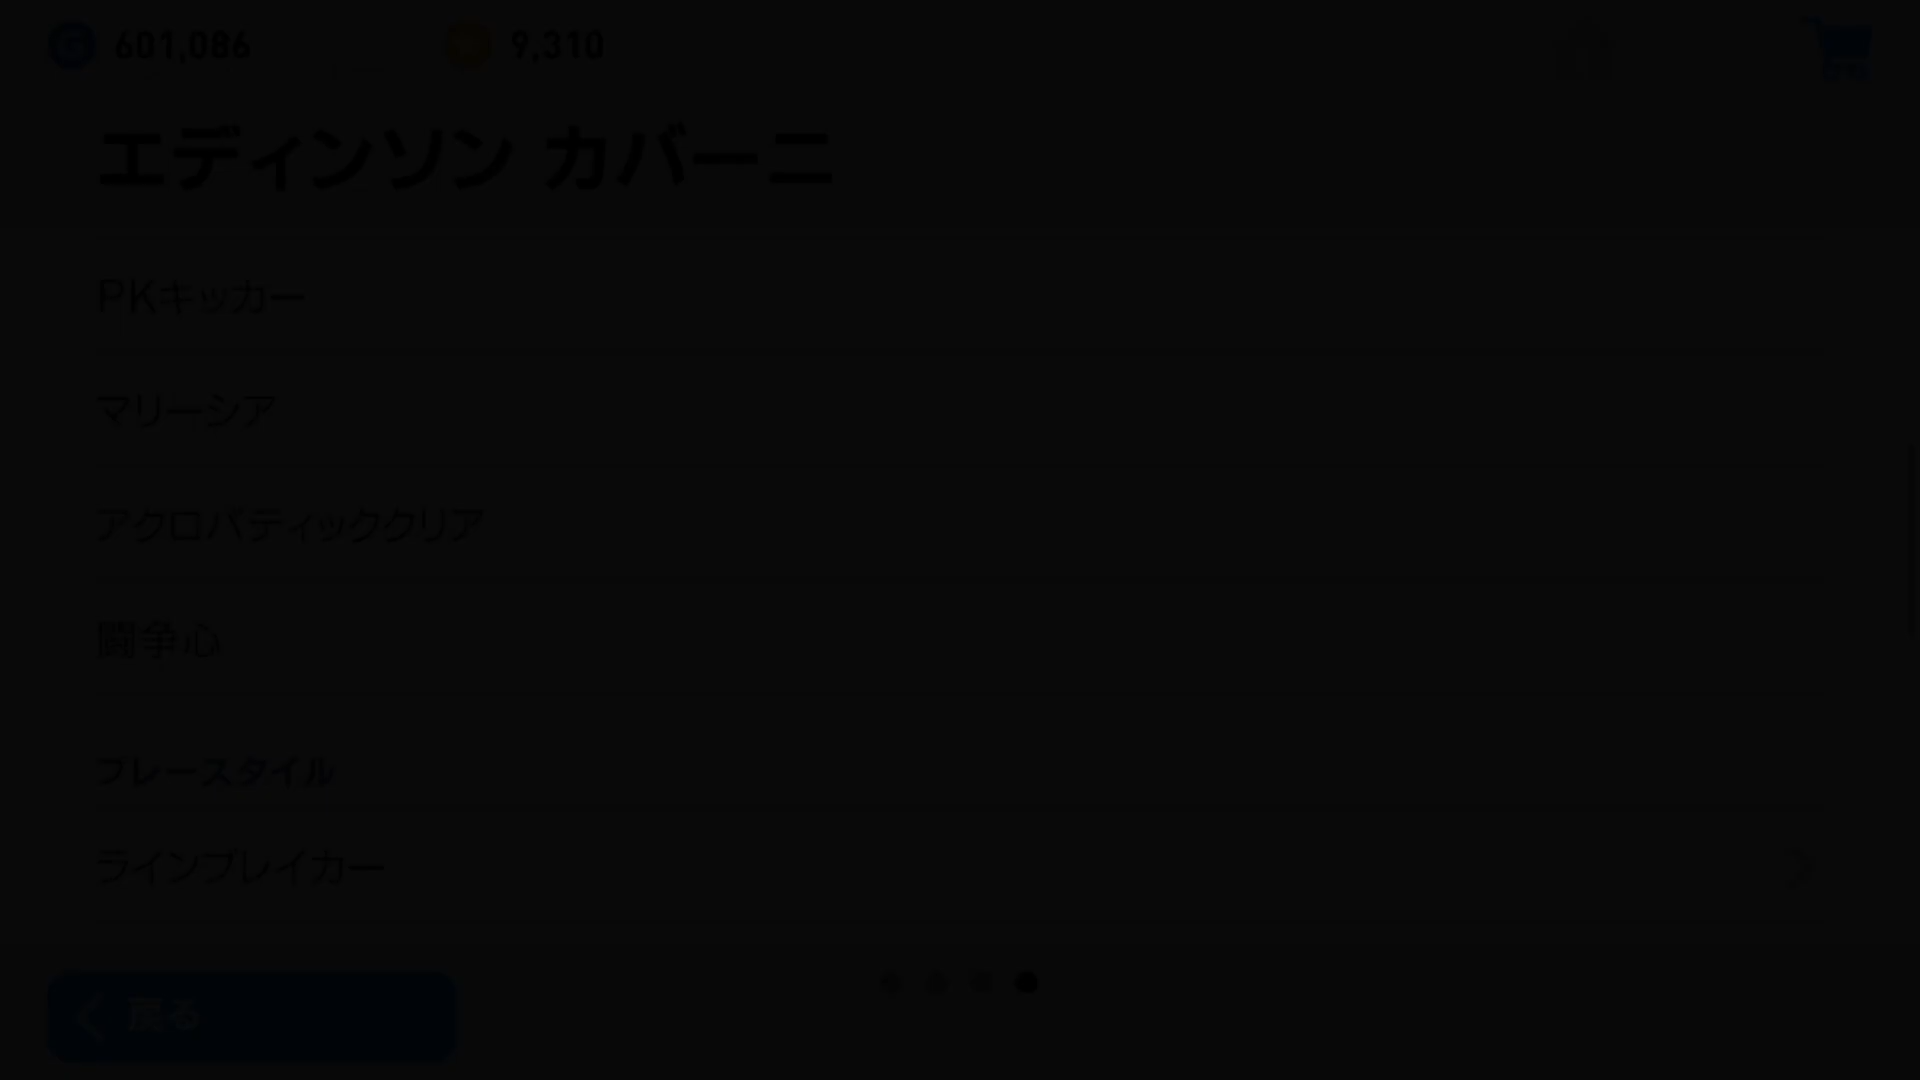 601,086 9,310
エディンソン カバーニ
PKキッカー
マリーシア
アクロバティッククリア
闘争心
プレースタイル
ラインブレイカー
戻る